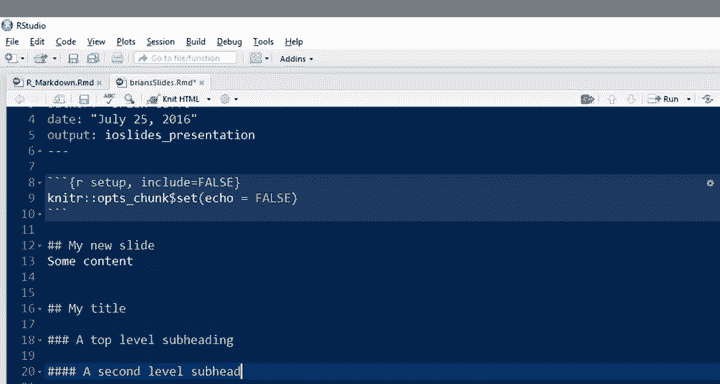 RStudio
File Edit Code View Plots Session Build Debug Tools Help
Go to file/function Addins
R_Markdown.Rmd × briansSlides.Rmd* ×
ABC Knit HTML Run
4 date: "July 25, 2016"
5 output: ioslides_presentation
6 ---
7
8 ```{r setup, include=FALSE}
9 knitr::opts_chunk$set(echo = FALSE)
10 ```
11
12 ## My new slide
13 Some content
14
15
16 ## My title
17
18 ### A top level subheading
19
20 #### A second level subhead